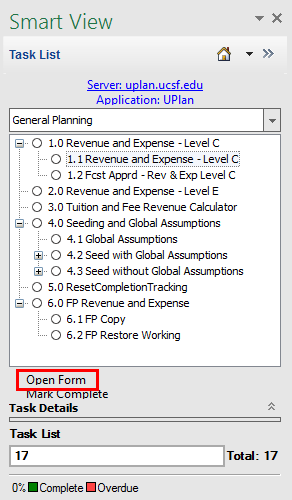 Smart View
Task List
Server: uplan.ucsf.edu
Application: UPlan
General Planning
1.0 Revenue and Expense - Level C
1.1 Revenue and Expense - Level C
1.2 Fcst Apprd - Rev & Exp Level C
2.0 Revenue and Expense - Level E
3.0 Tuition and Fee Revenue Calculator
4.0 Seeding and Global Assumptions
4.1 Global Assumptions
4.2 Seed with Global Assumptions
4.3 Seed without Global Assumptions
5.0 ResetCompletionTracking
6.0 FP Revenue and Expense
6.1 FP Copy
6.2 FP Restore Working
Open Form
Mark Complete
Task Details
Task List
17 Total: 17
0% Complete Overdue